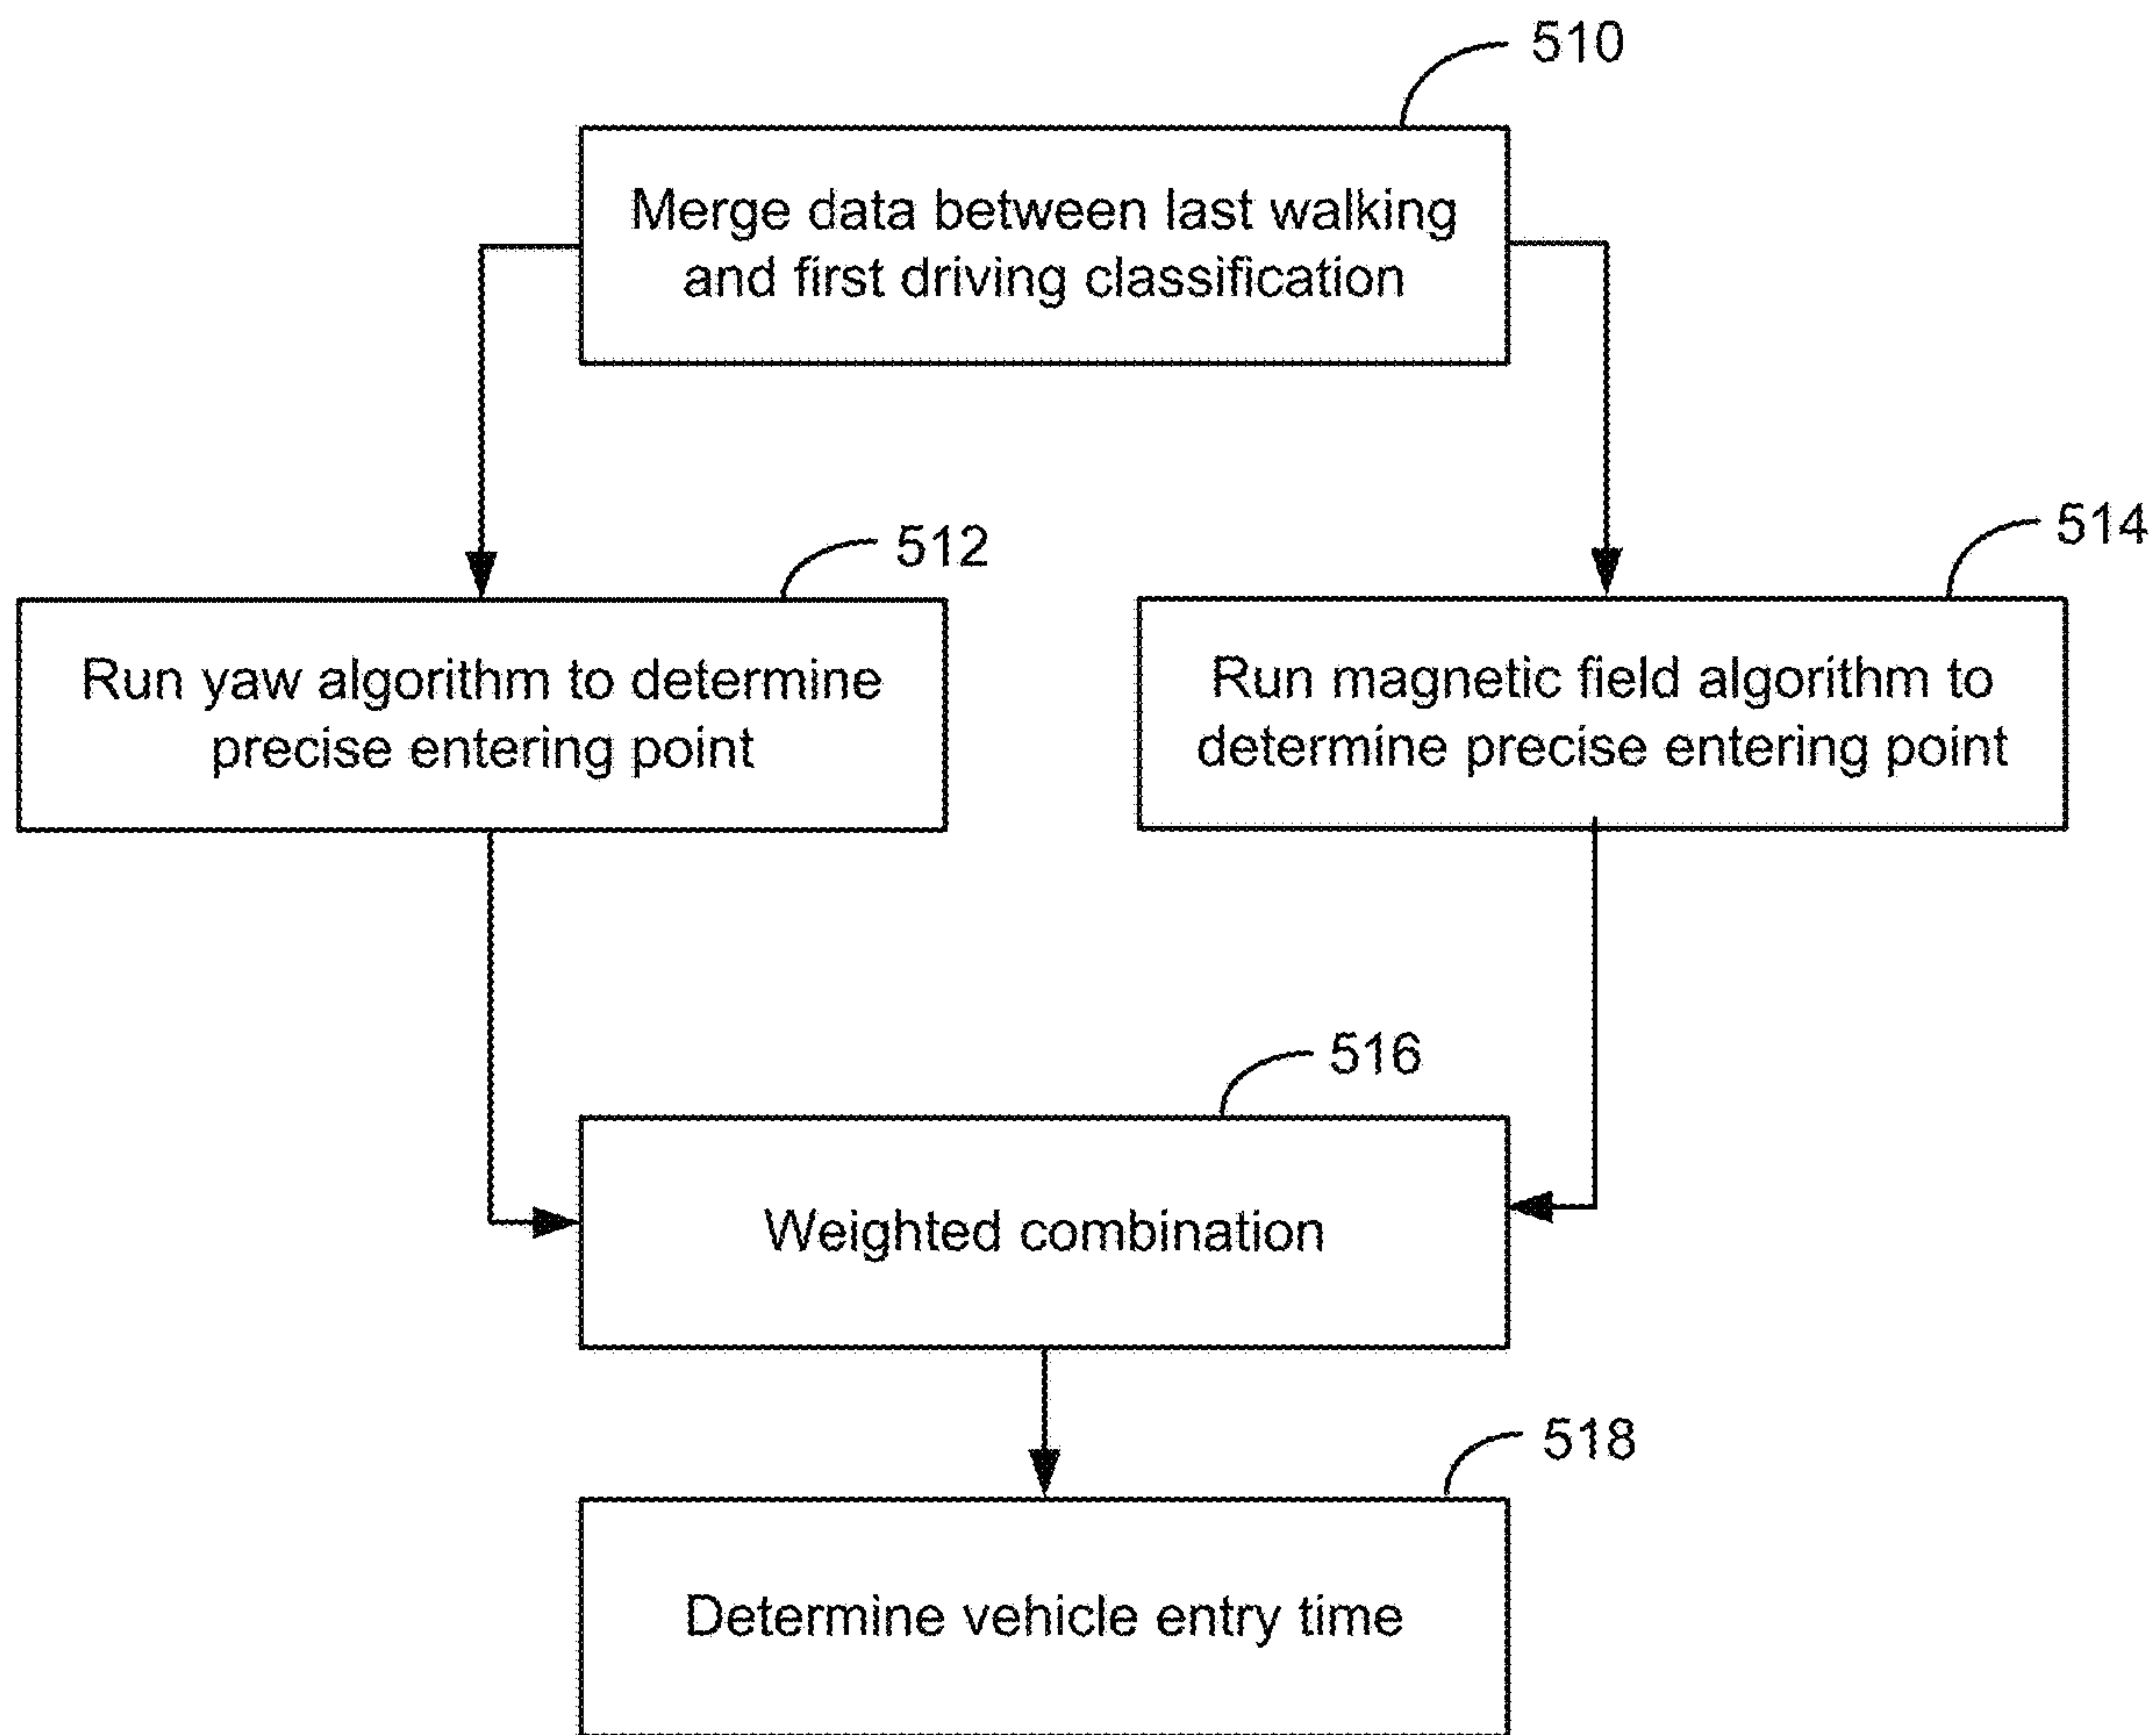 510
Merge data between last walking
and first driving classification
512
514
Run yaw algorithm to determine
precise entering point
Run magnetic field algorithm to
determine precise entering point
516
Weighted combination
518
Determine vehicle entry time